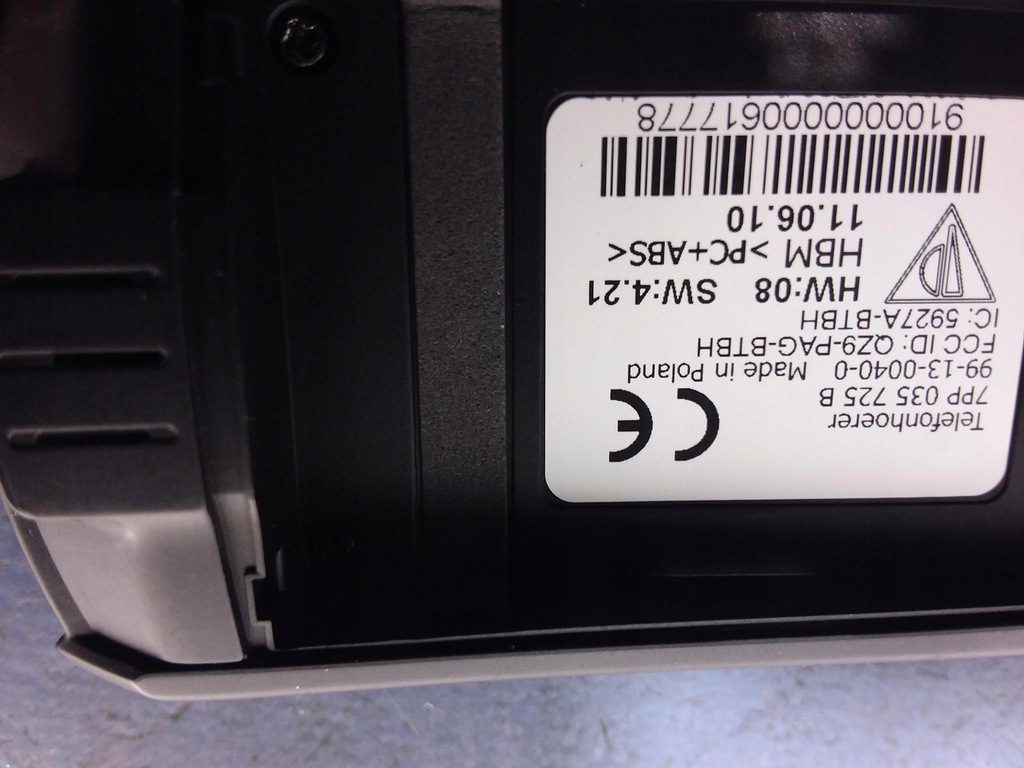 Telefonhoerer
7PP 035 725 B
99-13-0040-0 Made in Poland
FCC ID: QZ9-PAG-BTBH
IC: 5927A-BTBH
CE
HW:08 SW:4.21
HBM >PC+ABS<
11.06.10
9100000000617778